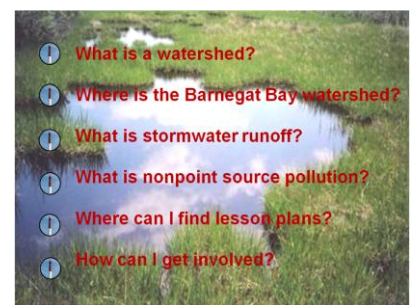 What is a watershed?
Where is the Barnegat Bay watershed?
What is stormwater runoff?
What is nonpoint source pollution?
Where can I find lesson plans?
How can I get involved?